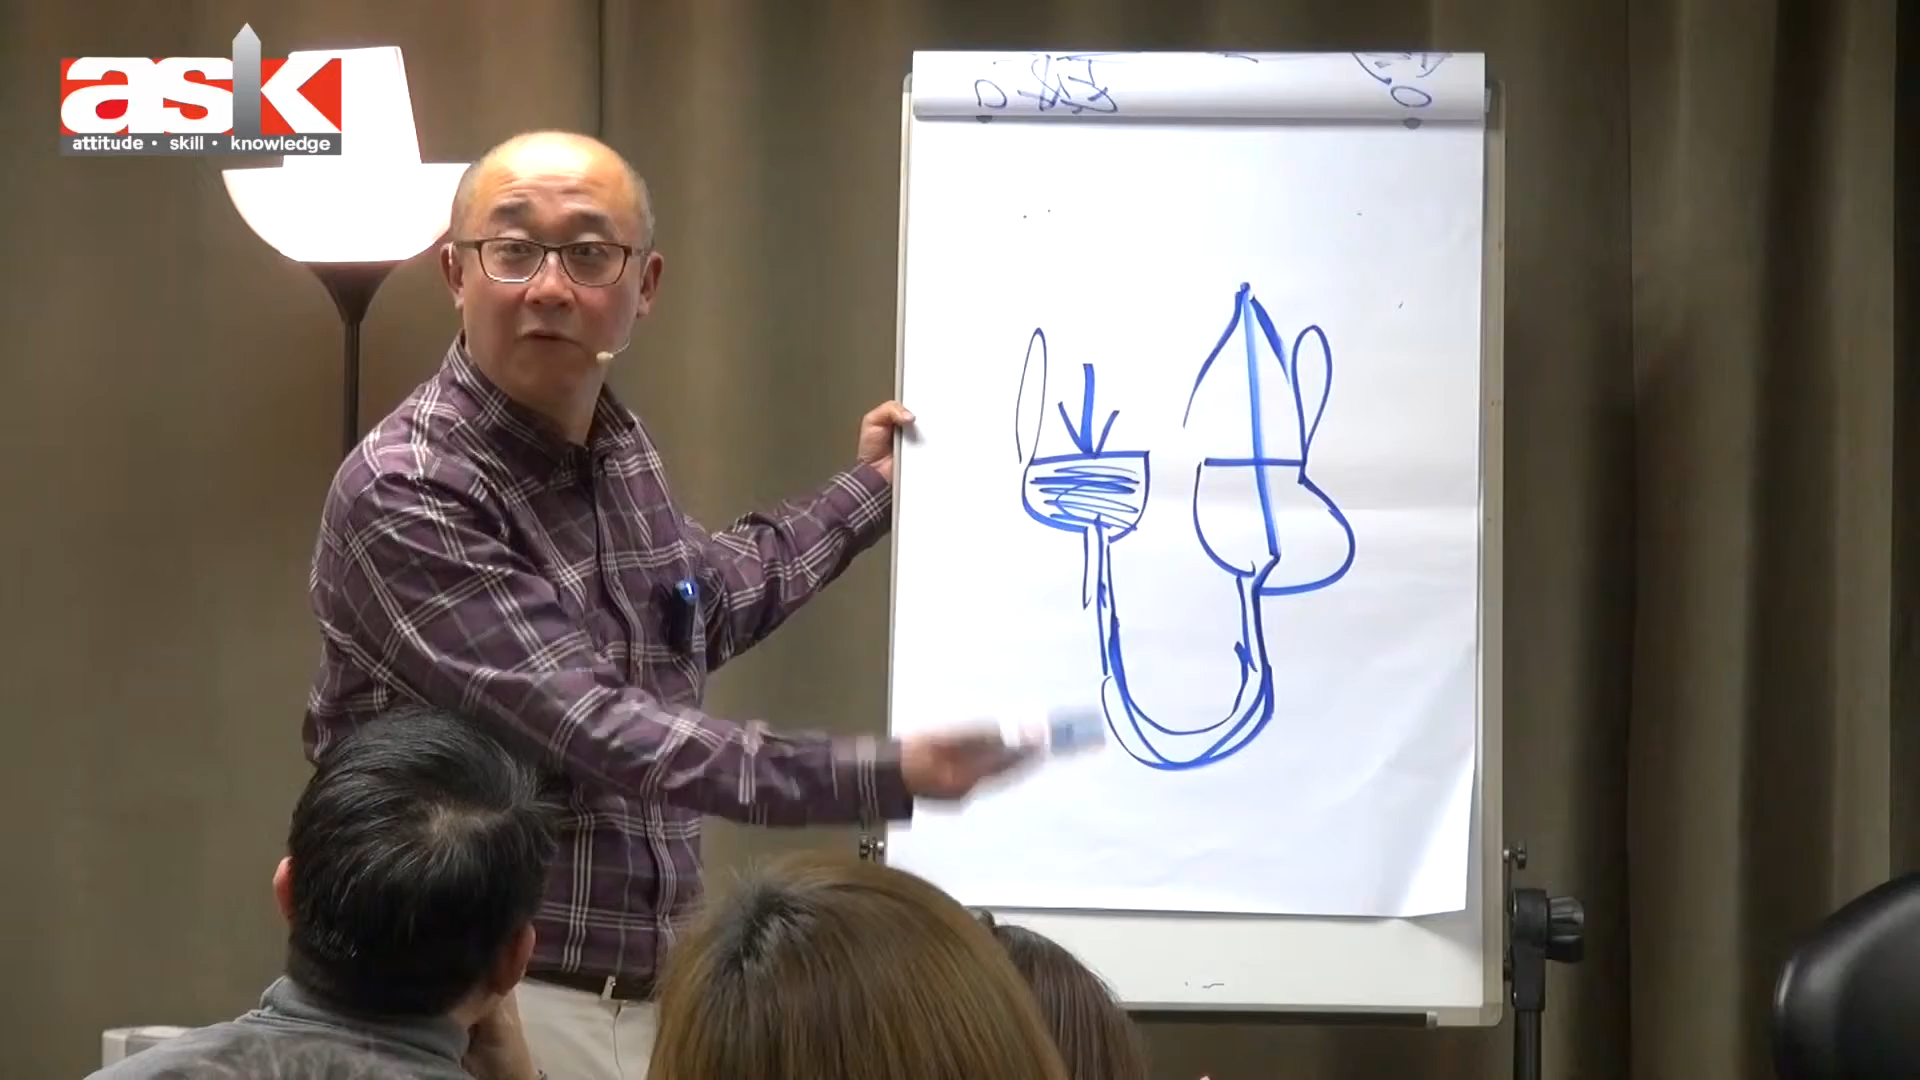 ask
attitude • skill • knowledge